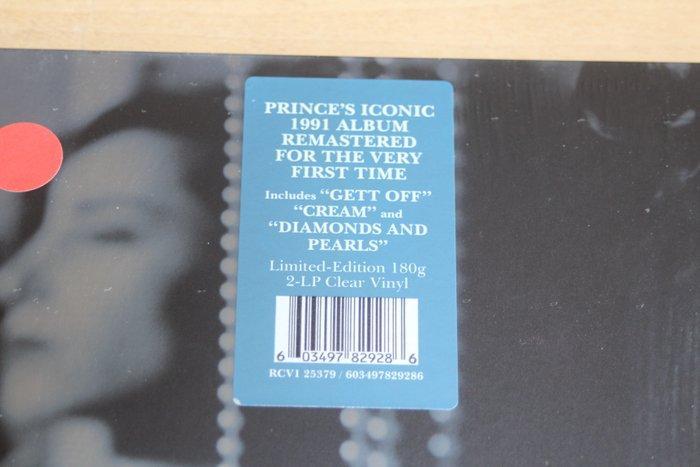 PRINCE'S ICONIC
1991 ALBUM
REMASTERED
FOR THE VERY
FIRST TIME
Includes “GETT OFF”
“CREAM” and
“DIAMONDS AND
PEARLS”
Limited-Edition 180g
2-LP Clear Vinyl
6 03497 82928 6
RCV1 25379 / 603497829286